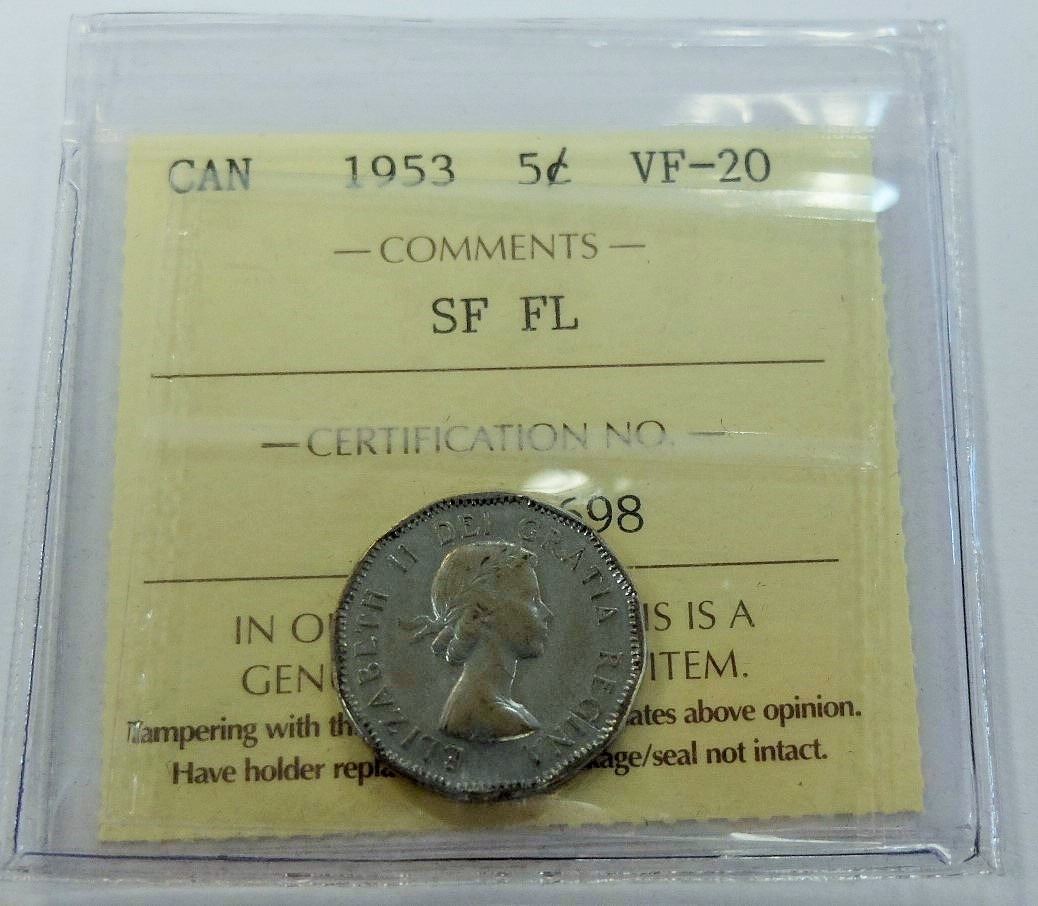 CAN 1953 5¢ VF-20
— COMMENTS —
SF FL
— CERTIFICATION NO. —
698
IN O IS IS A
GEN ITEM.
Tampering with th ates above opinion.
Have holder repla kage/seal not intact.
ELIZABETH II DEI GRATIA REGINA